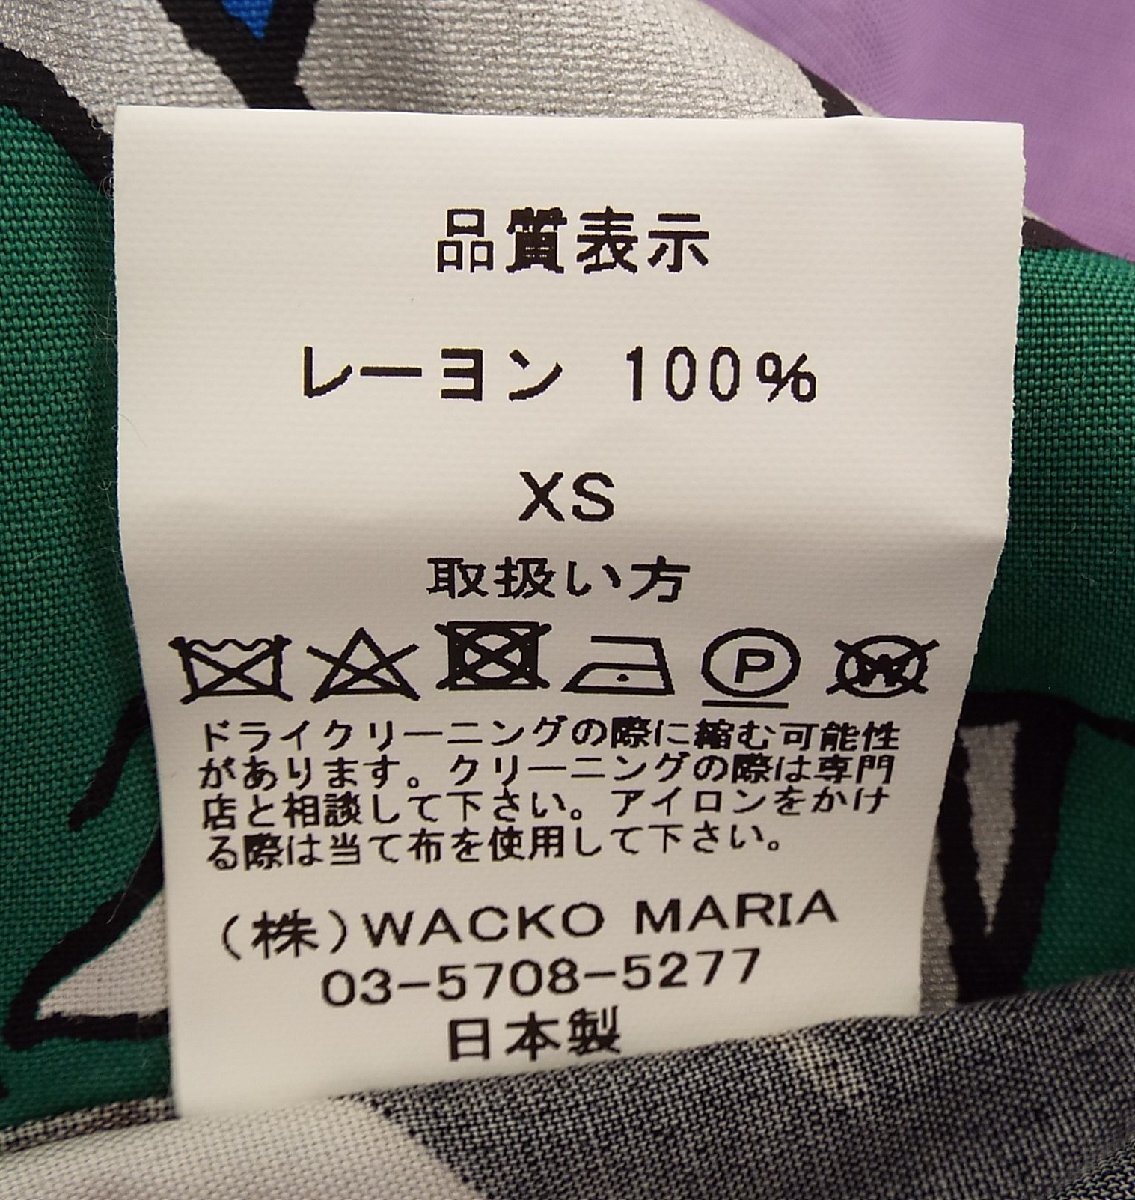 品質表示
レーヨン 100%
XS
取扱い方
P W
ドライクリーニングの際に縮む可能性
があります。クリーニングの際は専門
店と相談して下さい。アイロンをかけ
る際は当て布を使用して下さい。
(株)WACKO MARIA
03-5708-5277
日本製